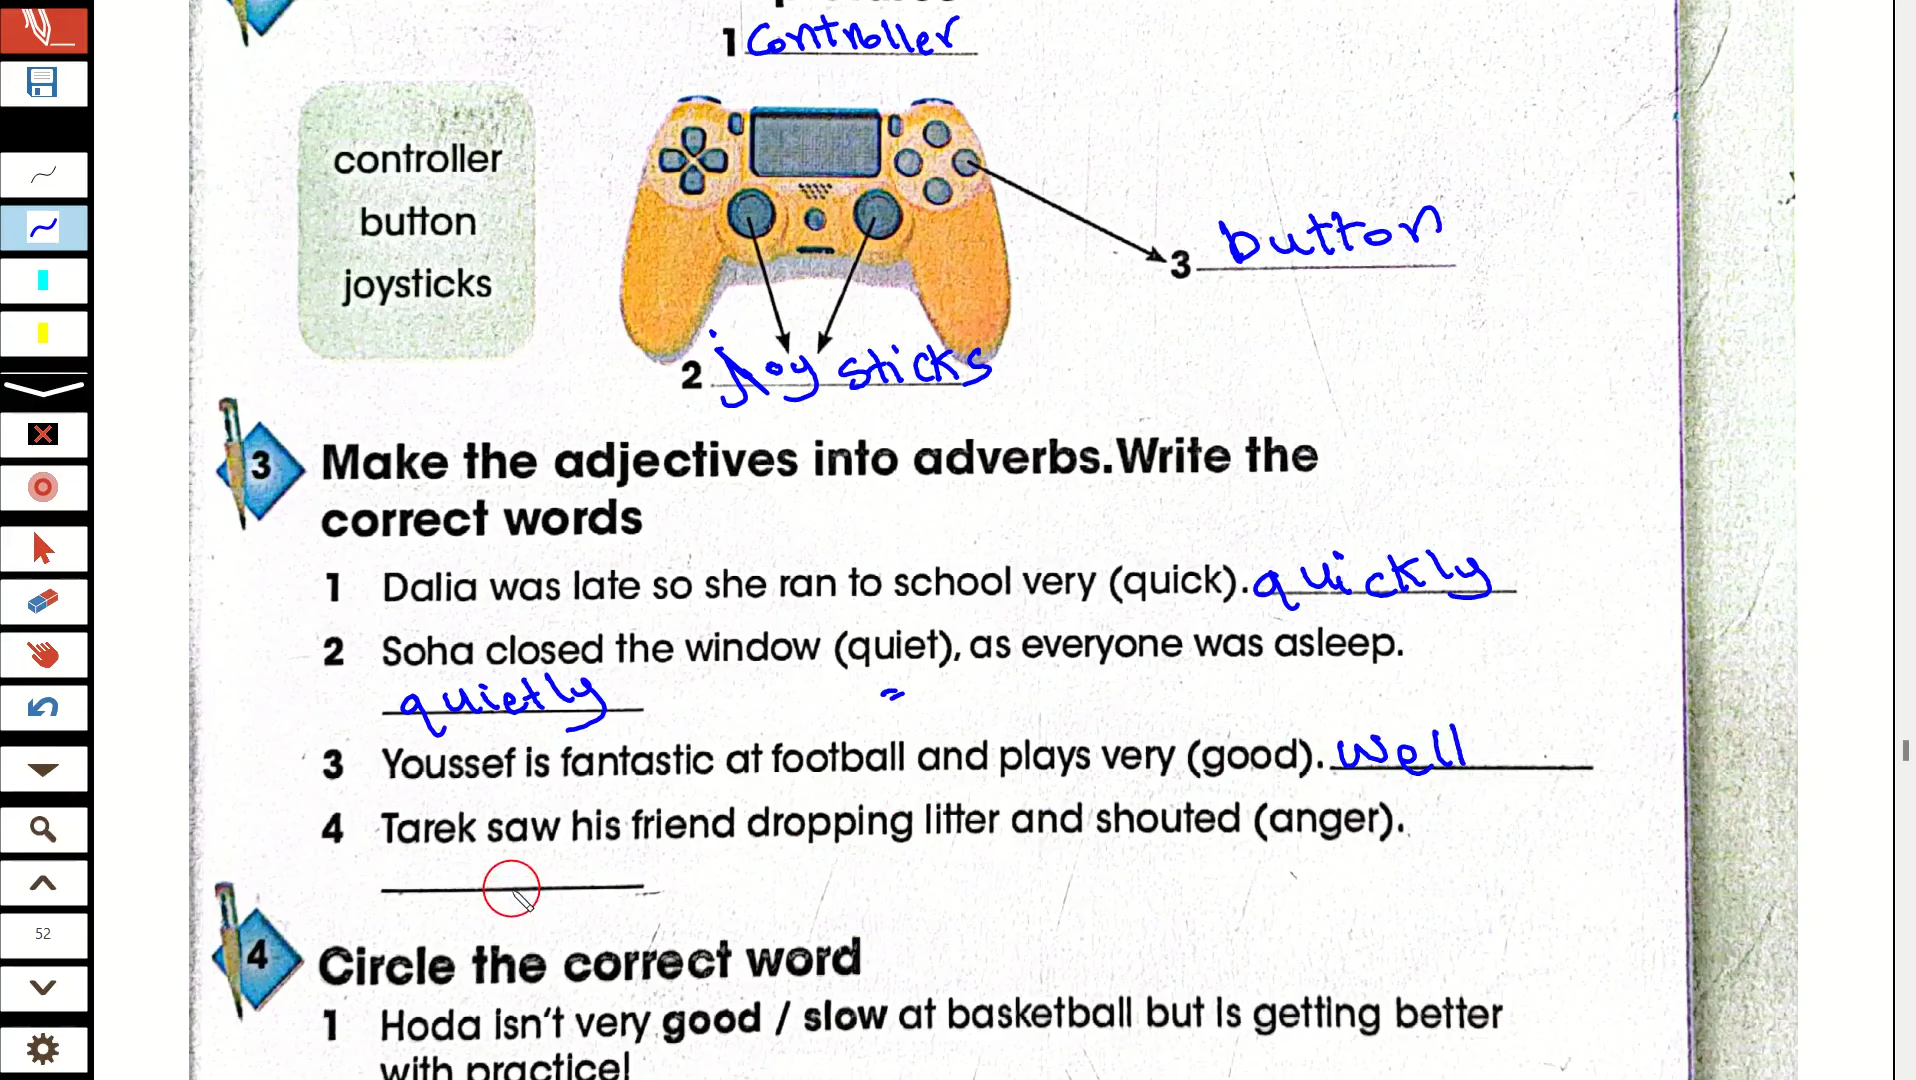 1 Controller
controller
button
joysticks
3 button
2 joy sticks
3 Make the adjectives into adverbs.Write the
correct words
1 Dalia was late so she ran to school very (quick). quickly
2 Soha closed the window (quiet), as everyone was asleep.
quietly
3 Youssef is fantastic at football and plays very (good). well
4 Tarek saw his friend dropping litter and shouted (anger).
4 Circle the correct word
1 Hoda isn't very good / slow at basketball but is getting better
with practice!
52